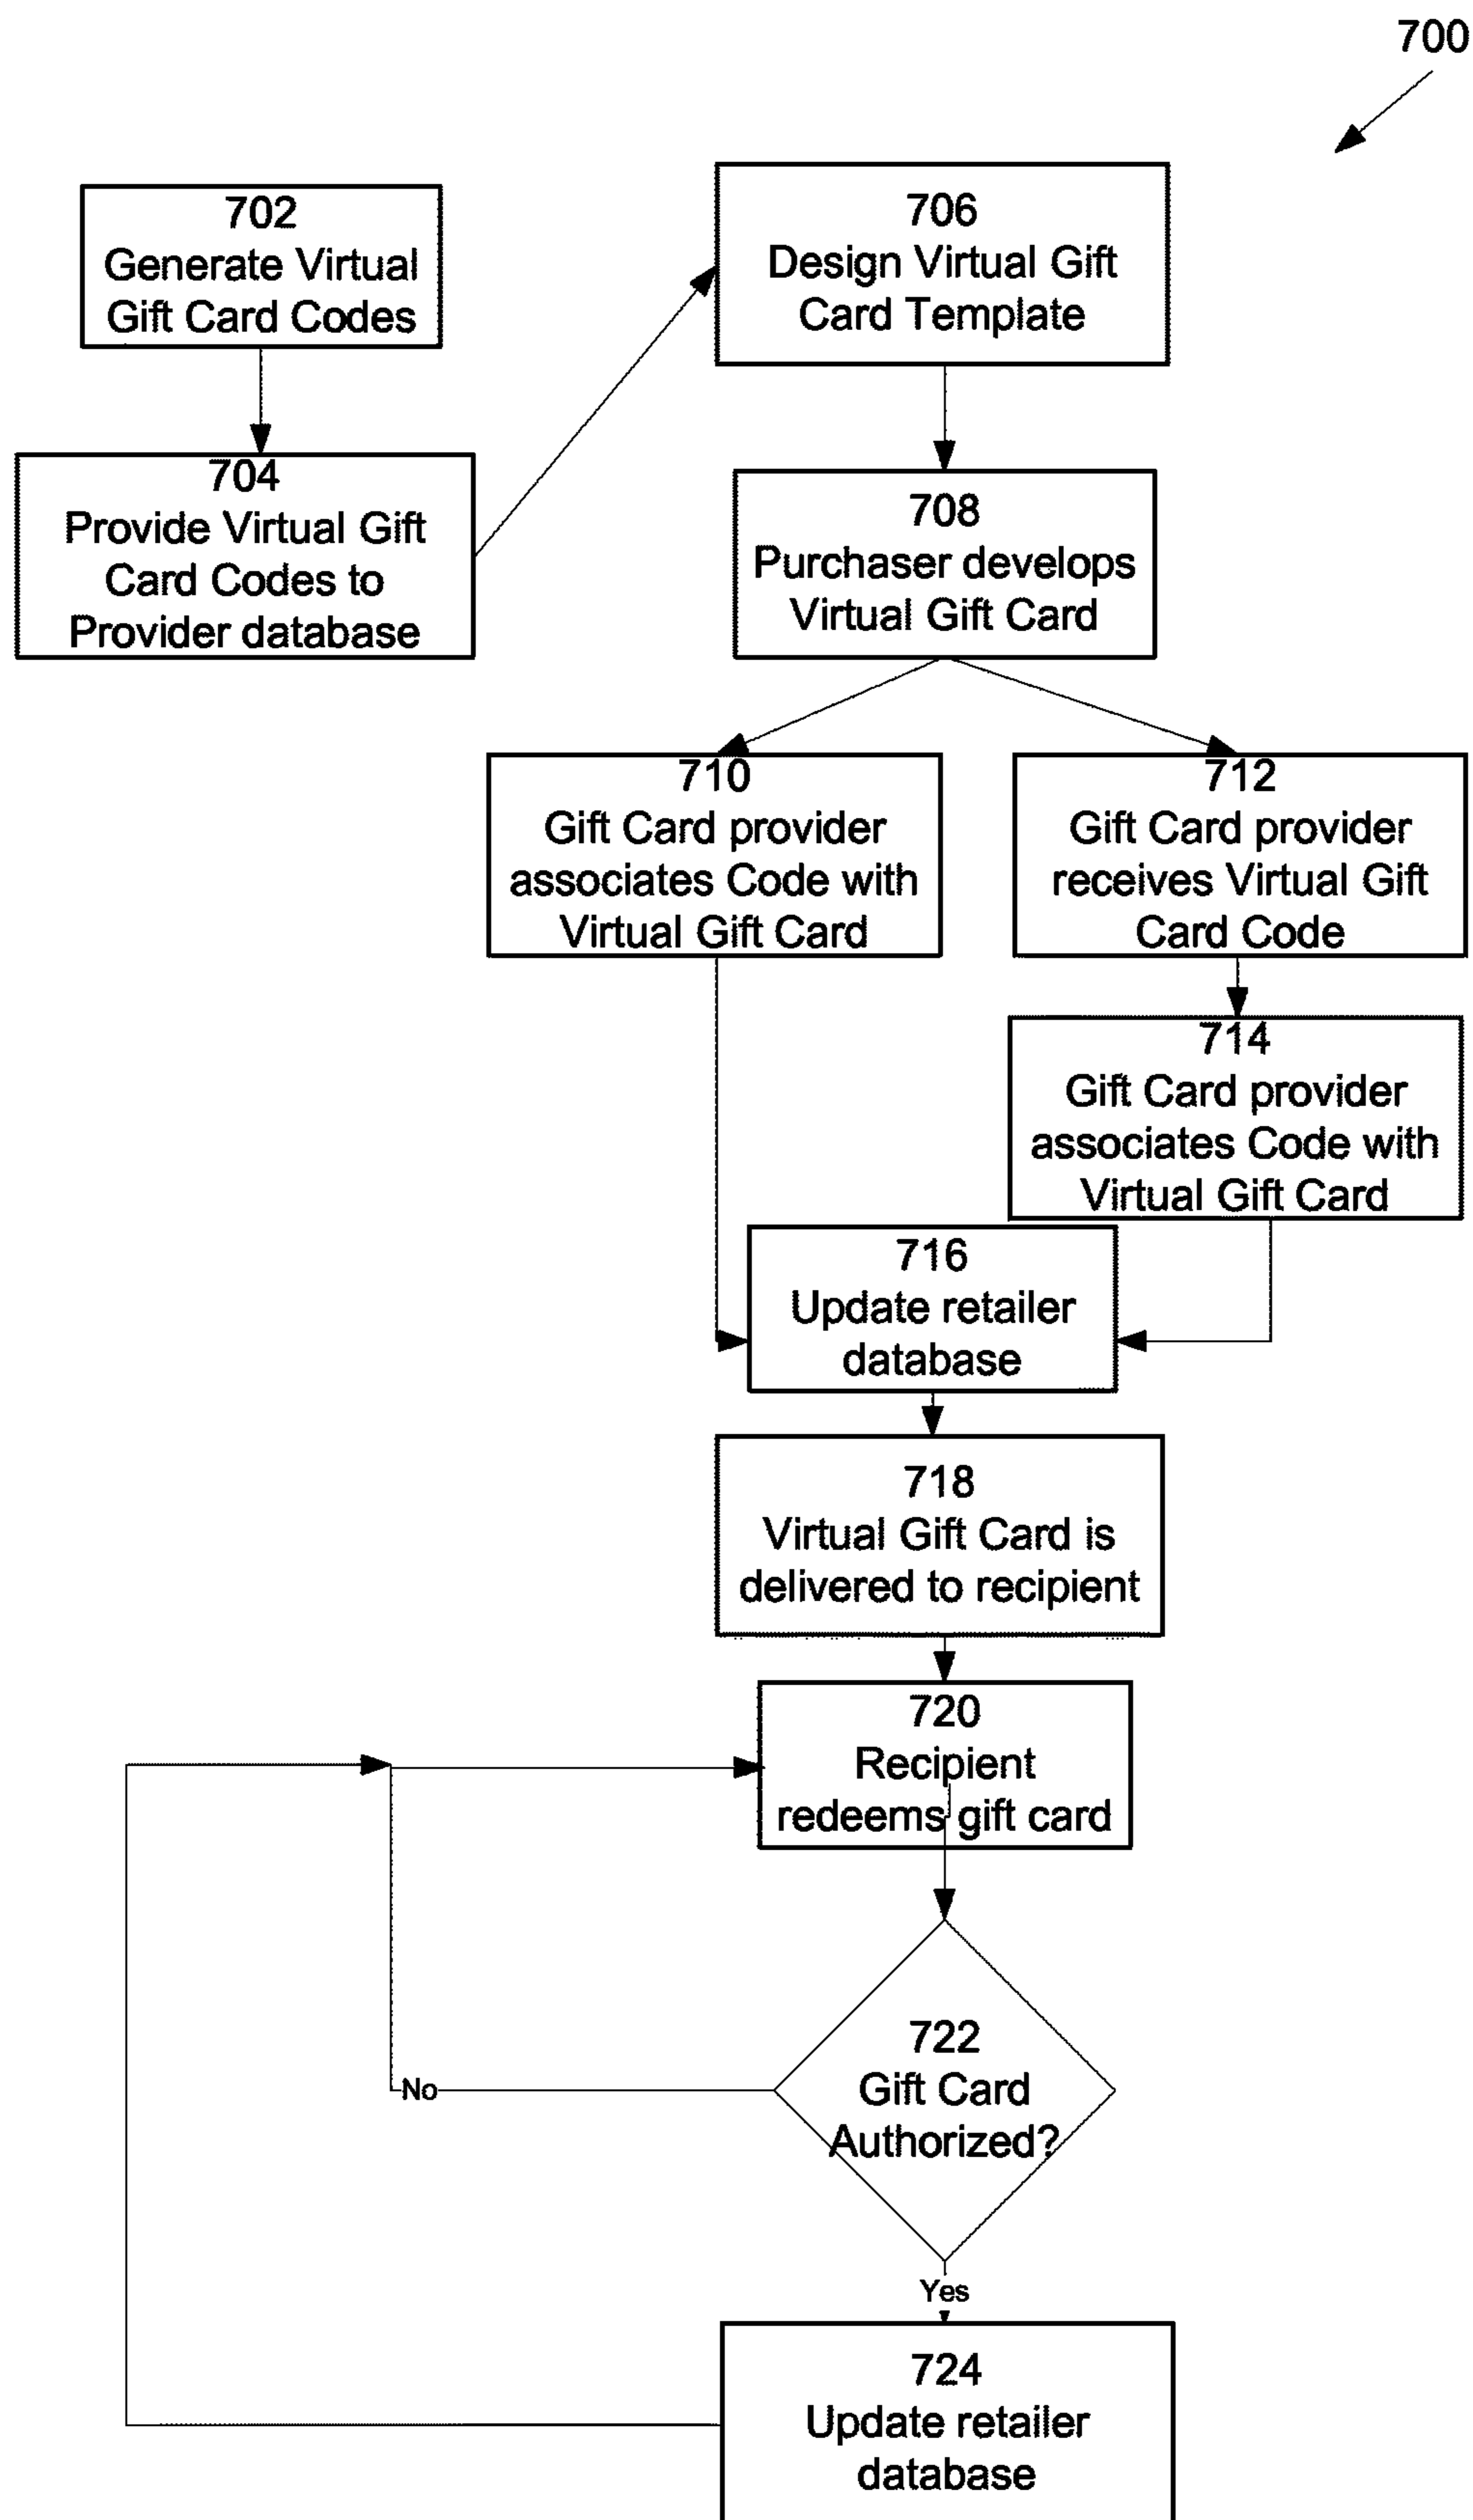 700
702
Generate Virtual
Gift Card Codes
704
Provide Virtual Gift
Card Codes to
Provider database
706
Design Virtual Gift
Card Template
708
Purchaser develops
Virtual Gift Card
710
Gift Card provider
associates Code with
Virtual Gift Card
712
Gift Card provider
receives Virtual Gift
Card Code
714
Gift Card provider
associates Code with
Virtual Gift Card
716
Update retailer
database
718
Virtual Gift Card is
delivered to recipient
720
Recipient
redeems gift card
722
Gift Card
Authorized?
No
Yes
724
Update retailer
database